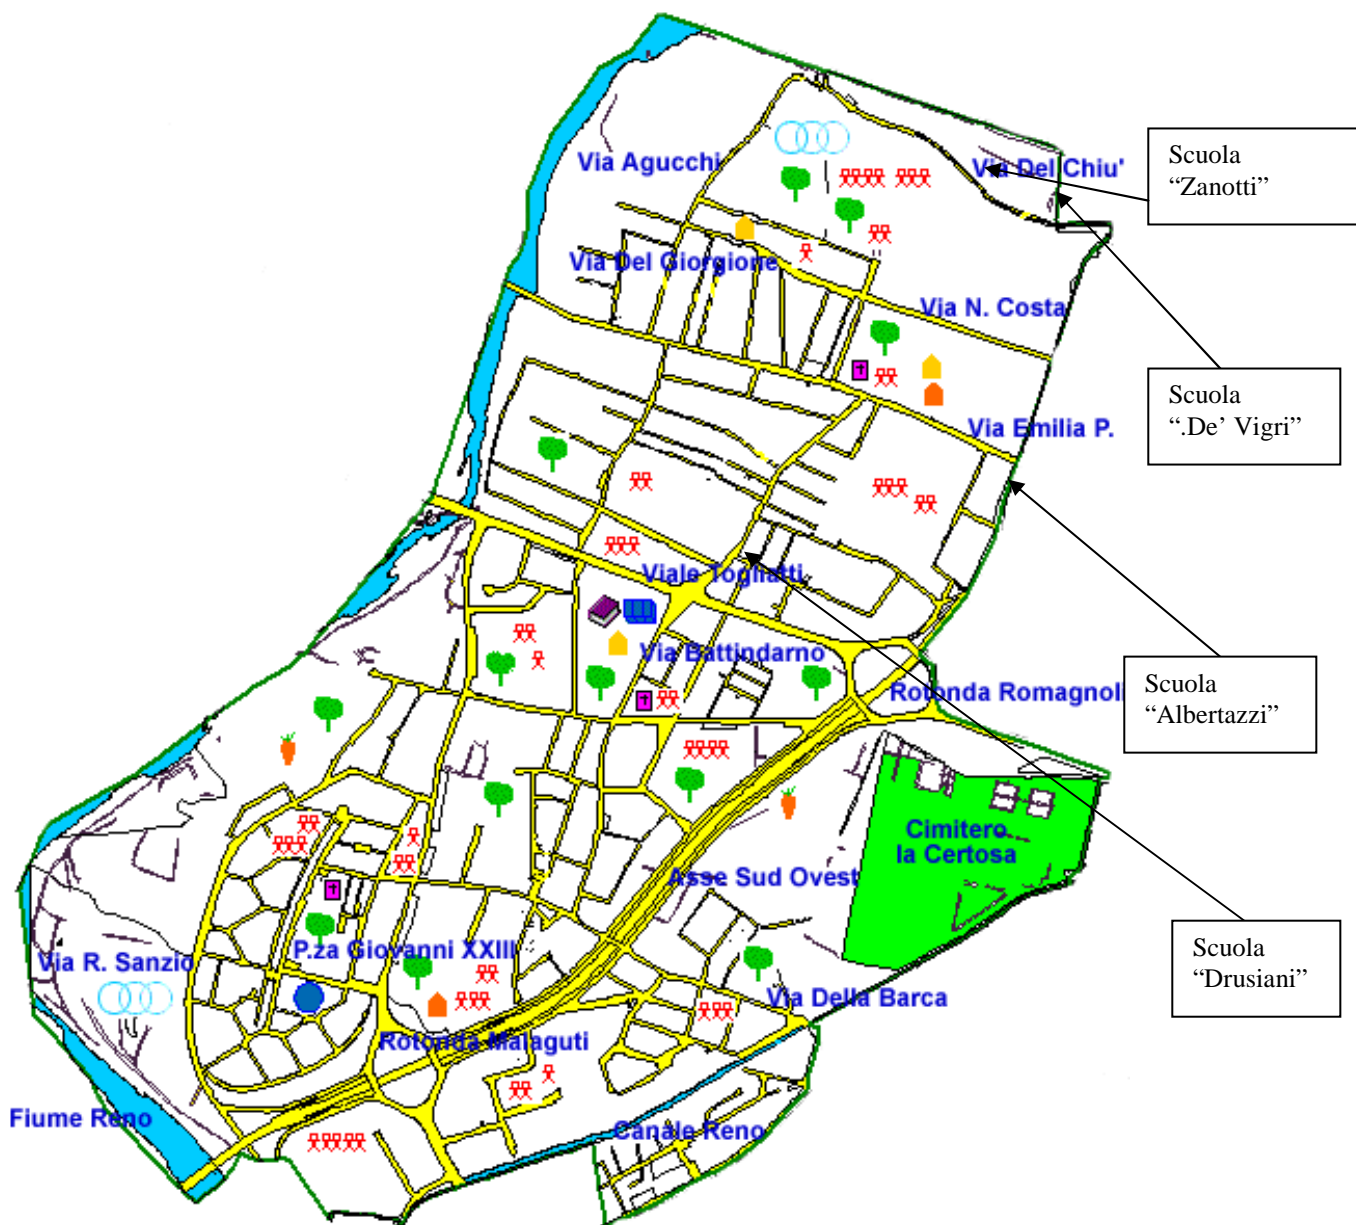 Scuola
“Zanotti”
Via Agucchi
Via Del Chiu'
Via Del Giorgione
Via N. Costa
Scuola
“.De’ Vigri”
Via Emilia P.
Viale Togliatti
Via Battindarno
Rotonda Romagnoli
Scuola
“Albertazzi”
Cimitero
la Certosa
Asse Sud Ovest
P.za Giovanni XXIII
Via R. Sanzio
Via Della Barca
Scuola
“Drusiani”
Rotonda Malaguti
Fiume Reno
Canale Reno